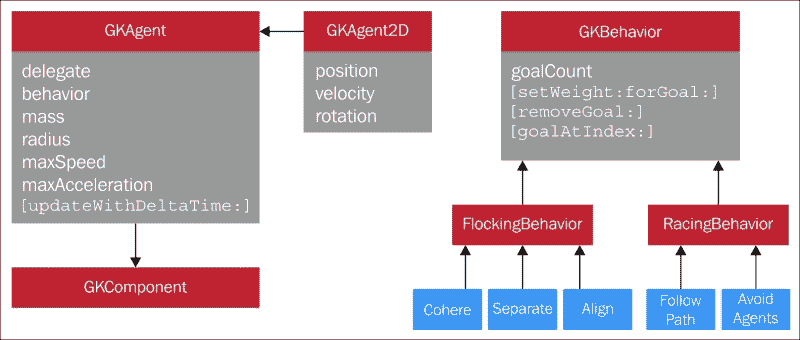 GKAgent
delegate
behavior
mass
radius
maxSpeed
maxAcceleration
[updateWithDeltaTime:]
GKComponent
GKAgent2D
position
velocity
rotation
GKBehavior
goalCount
[setWeight:forGoal:]
[removeGoal:]
[goalAtIndex:]
FlockingBehavior
RacingBehavior
Cohere
Separate
Align
Follow
Path
Avoid
Agents